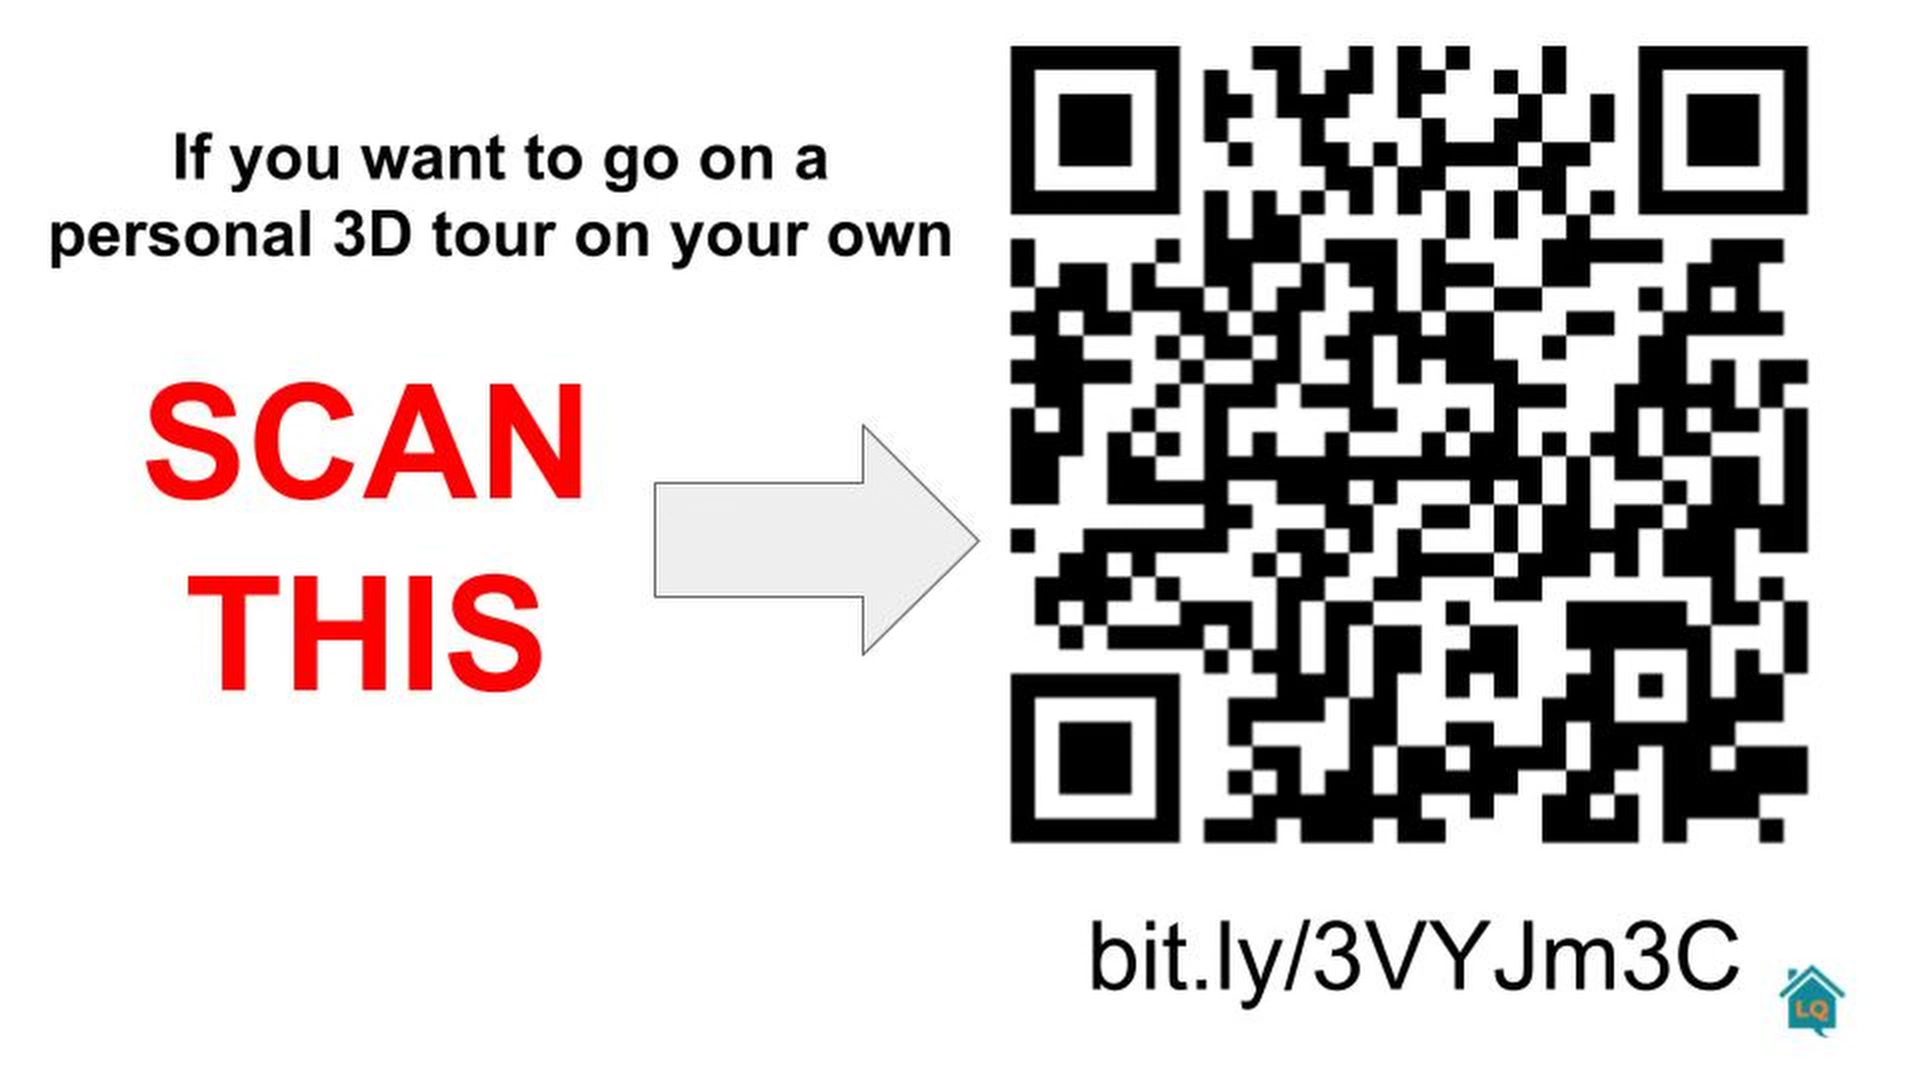 If you want to go on a
personal 3D tour on your own
SCAN
THIS
bit.ly/3VYJm3C
LQ